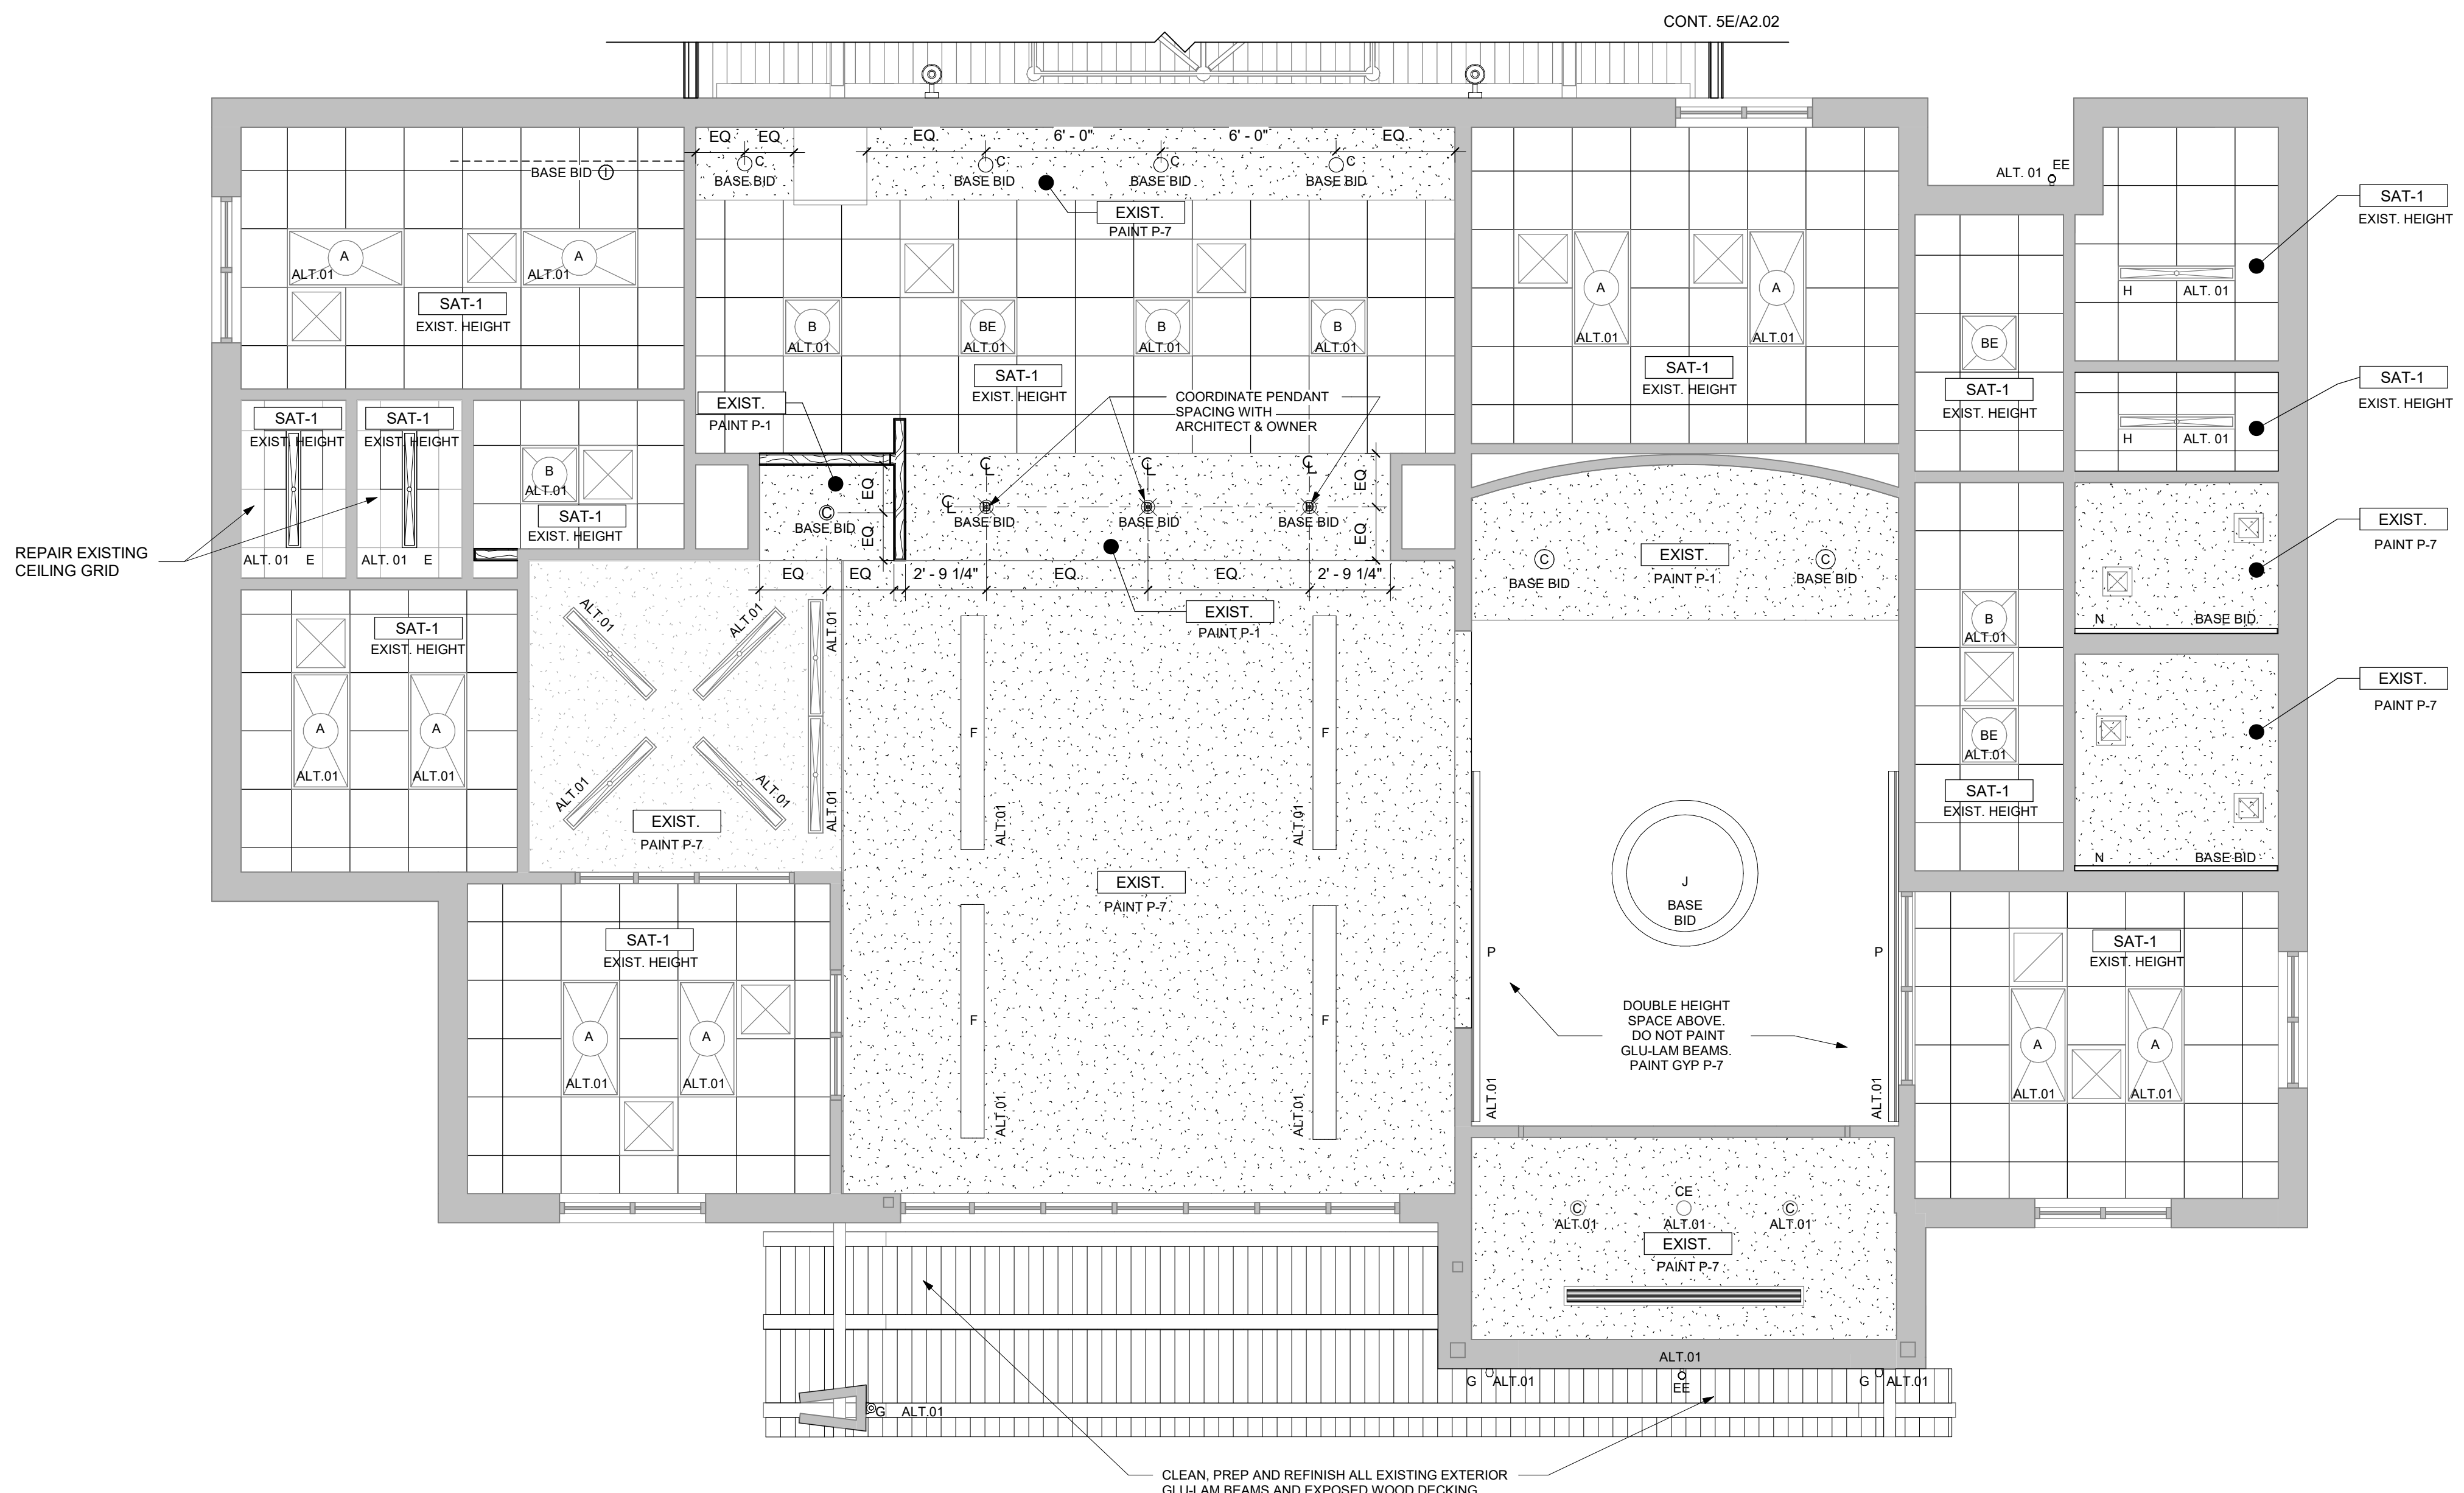 CONT. 5E/A2.02
EQ
EQ
EQ.
6' - 0"
6' - 0"
EQ.
C
BASE BID
C
BASE BID
C
BASE BID
C
BASE BID
BASE BID
EXIST.
PAINT P-7
ALT. 01
EE
SAT-1
EXIST. HEIGHT
A
ALT.01
A
ALT.01
SAT-1
EXIST. HEIGHT
B
ALT.01
BE
ALT.01
B
ALT.01
B
ALT.01
SAT-1
EXIST. HEIGHT
A
ALT.01
A
ALT.01
SAT-1
EXIST. HEIGHT
BE
SAT-1
EXIST. HEIGHT
H
ALT. 01
SAT-1
EXIST. HEIGHT
H
ALT. 01
SAT-1
EXIST. HEIGHT
SAT-1
EXIST. HEIGHT
EXIST.
PAINT P-1
COORDINATE PENDANT
SPACING WITH
ARCHITECT & OWNER
B
ALT.01
SAT-1
EXIST. HEIGHT
REPAIR EXISTING
CEILING GRID
ALT. 01 E
ALT. 01 E
C
BASE BID
EQ
EQ
CL
CL
CL
CL
BASE BID
BASE BID
BASE BID
EQ
EQ
EQ
EQ
2' - 9 1/4"
EQ.
EQ.
2' - 9 1/4"
EXIST.
PAINT P-1
C
BASE BID
EXIST.
PAINT P-1
C
BASE BID
EXIST.
PAINT P-7
N
BASE BID
EXIST.
PAINT P-7
N
BASE BID
SAT-1
EXIST. HEIGHT
A
ALT.01
A
ALT.01
ALT.01
ALT.01
ALT.01
ALT.01
ALT.01
ALT.01
EXIST.
PAINT P-7
F
ALT.01
F
ALT.01
EXIST.
PAINT P-7
F
ALT.01
F
ALT.01
B
ALT.01
BE
ALT.01
SAT-1
EXIST. HEIGHT
J
BASE
BID
P
P
DOUBLE HEIGHT
SPACE ABOVE.
DO NOT PAINT
GLU-LAM BEAMS.
PAINT GYP P-7
ALT.01
ALT.01
SAT-1
EXIST. HEIGHT
A
ALT.01
A
ALT.01
SAT-1
EXIST. HEIGHT
A
ALT.01
A
ALT.01
C
ALT.01
CE
ALT.01
C
ALT.01
EXIST.
PAINT P-7
ALT.01
G ALT.01
EE
G ALT.01
G ALT.01
CLEAN, PREP AND REFINISH ALL EXISTING EXTERIOR
GLU-LAM BEAMS AND EXPOSED WOOD DECKING